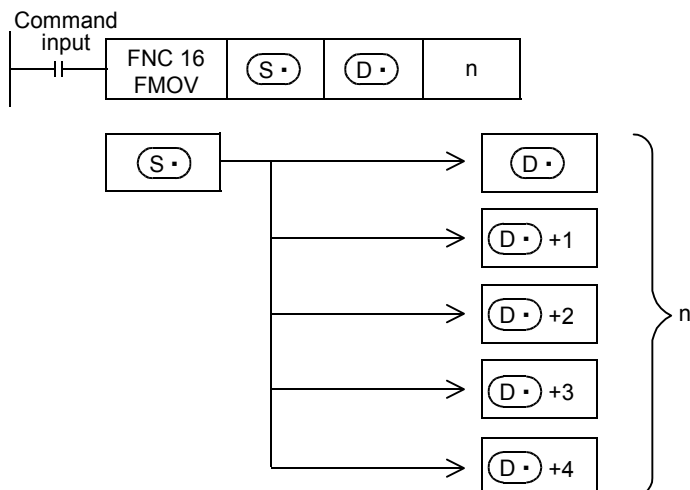 Command
input
FNC 16
FMOV
S·
D·
n
S·
D·
D· +1
D· +2
D· +3
D· +4
n